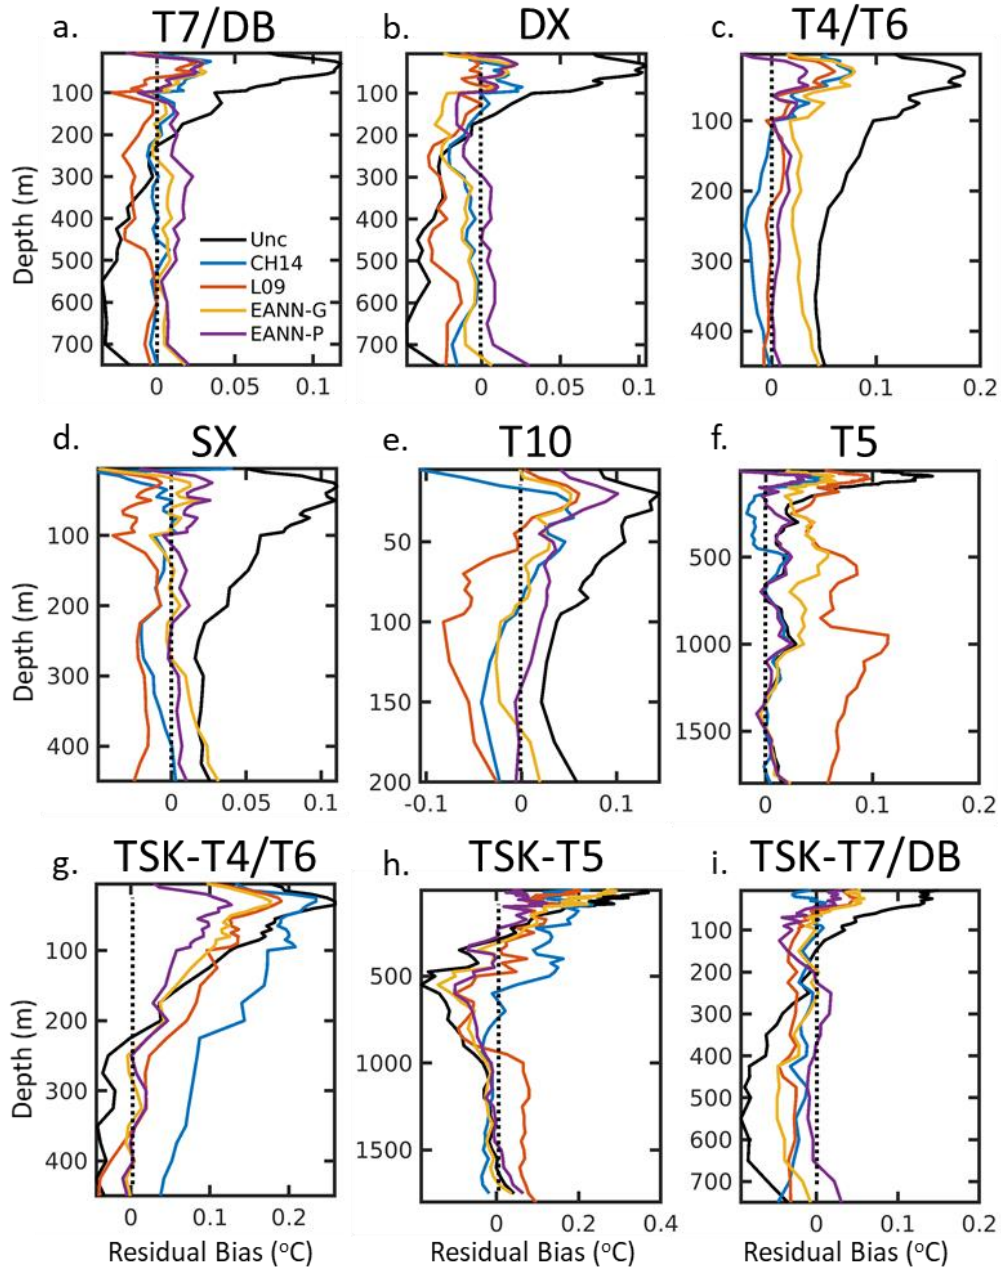 a. T7/DB
b. DX
c. T4/T6
Depth (m)
100
200
300
400
500
600
700
Unc
CH14
L09
EANN-G
EANN-P
0 0.05 0.1
100
200
300
400
500
600
700
0 0.05 0.1
100
200
300
400
0 0.1 0.2
d. SX
e. T10
f. T5
Depth (m)
100
200
300
400
0 0.05 0.1
50
100
150
200
-0.1 0 0.1
500
1000
1500
0 0.1 0.2
g. TSK-T4/T6
h. TSK-T5
i. TSK-T7/DB
Depth (m)
100
200
300
400
0 0.1 0.2
500
1000
1500
0 0.2 0.4
100
200
300
400
500
600
700
0 0.1 0.2
Residual Bias (°C)
Residual Bias (°C)
Residual Bias (°C)